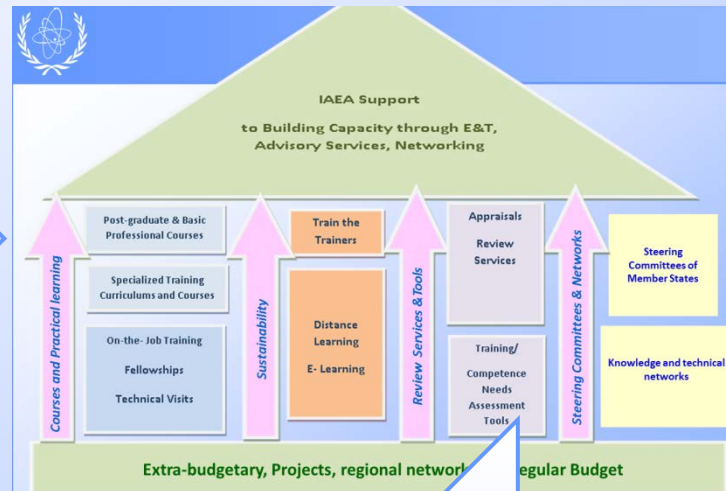 IAEA Support
to Building Capacity through E&T,
Advisory Services, Networking
Courses and Practical learning
Post-graduate & Basic
Professional Courses
Specialized Training
Curriculums and Courses
On-the- Job Training
Fellowships
Technical Visits
Sustainability
Train the
Trainers
Distance
Learning
E- Learning
Review Services & Tools
Appraisals
Review
Services
Training/
Competence
Needs
Assessment
Tools
Steering Committees & Networks
Steering
Committees of
Member States
Knowledge and technical
networks
Extra-budgetary, Projects, regional network egular Budget